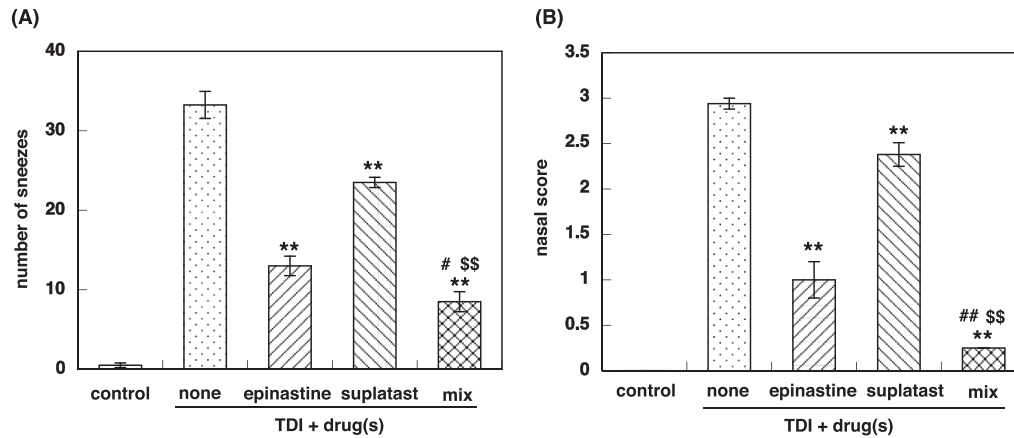 (A)
number of sneezes
40
30
20
10
0
**
**
# $$
**
control none epinastine suplatast mix
TDI + drug(s)
(B)
nasal score
3.5
3
2.5
2
1.5
1
0.5
0
**
**
## $$
**
control none epinastine suplatast mix
TDI + drug(s)